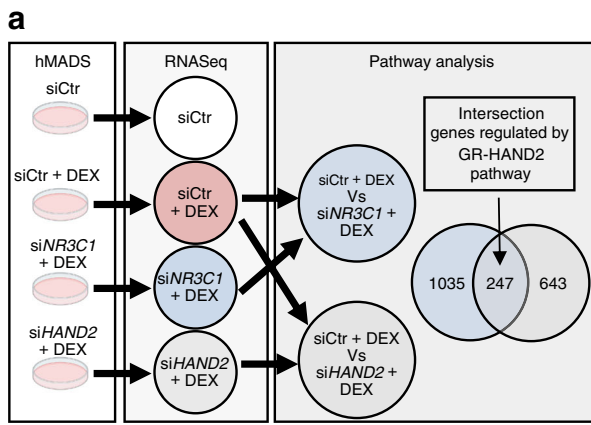 a
hMADS
siCtr
siCtr + DEX
siNR3C1
+ DEX
siHAND2
+ DEX
RNASeq
siCtr
siCtr
+ DEX
siNR3C1
+ DEX
siHAND2
+ DEX
Pathway analysis
siCtr + DEX
Vs
siNR3C1 +
DEX
siCtr + DEX
Vs
siHAND2 +
DEX
Intersection
genes regulated by
GR-HAND2
pathway
1035 247 643